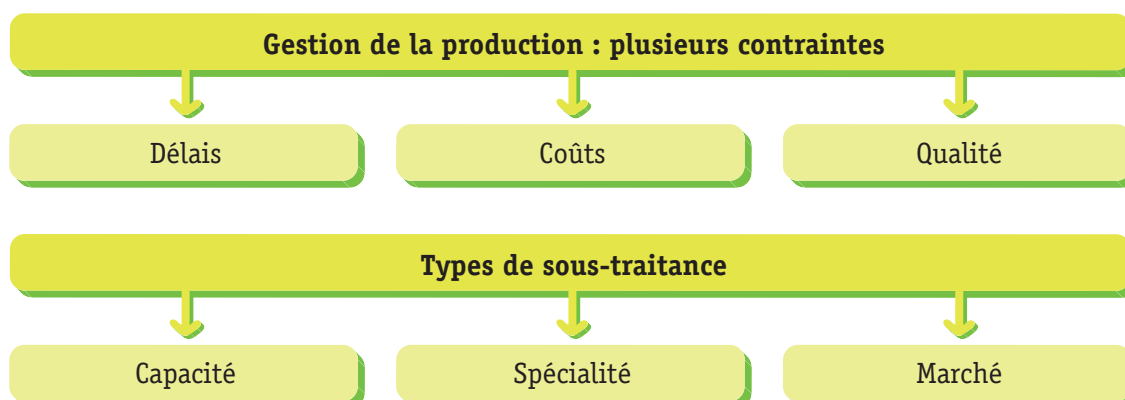 Gestion de la production : plusieurs contraintes
Délais
Coûts
Qualité
Types de sous-traitance
Capacité
Spécialité
Marché